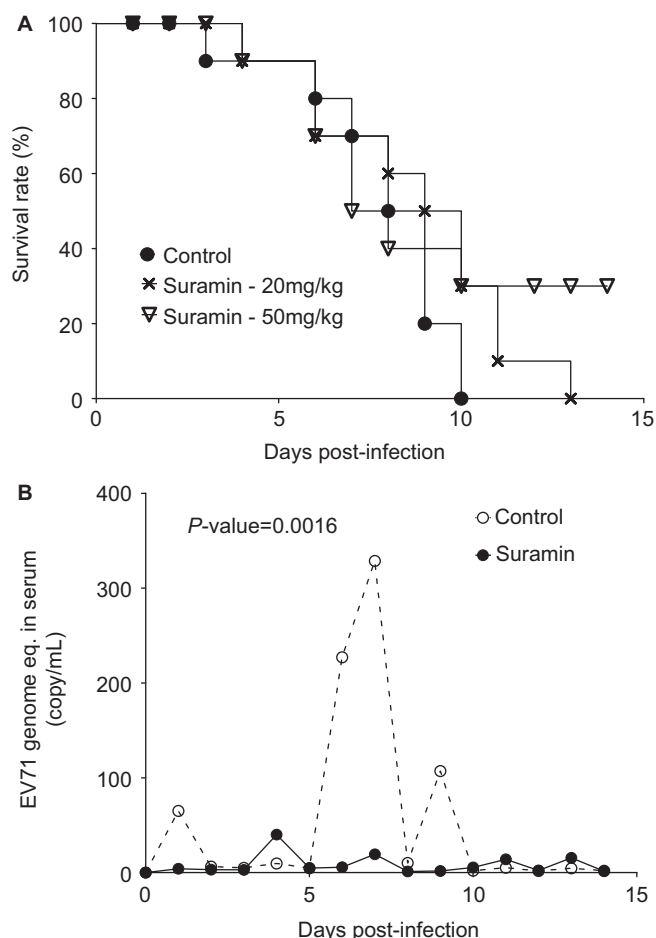 A
Survival rate (%)
100
80
60
40
20
0
Control
Suramin - 20mg/kg
Suramin - 50mg/kg
0 5 10 15
Days post-infection
B
EV71 genome eq. in serum
(copy/mL)
400
300
200
100
0
P-value=0.0016
Control
Suramin
0 5 10 15
Days post-infection